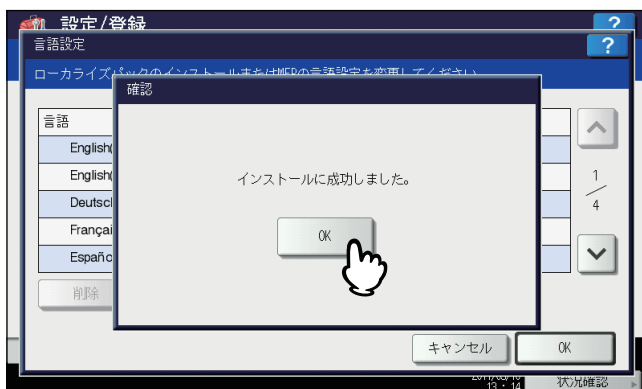 設定/登録
?
言語設定
?
ローカライズパックのインストールまたはMFPの言語設定を変更してください
確認
言語
English(
English(
Deutsch
Françai
Españo
インストールに成功しました。
OK
1
4
削除
キャンセル
OK
13:14
状況確認